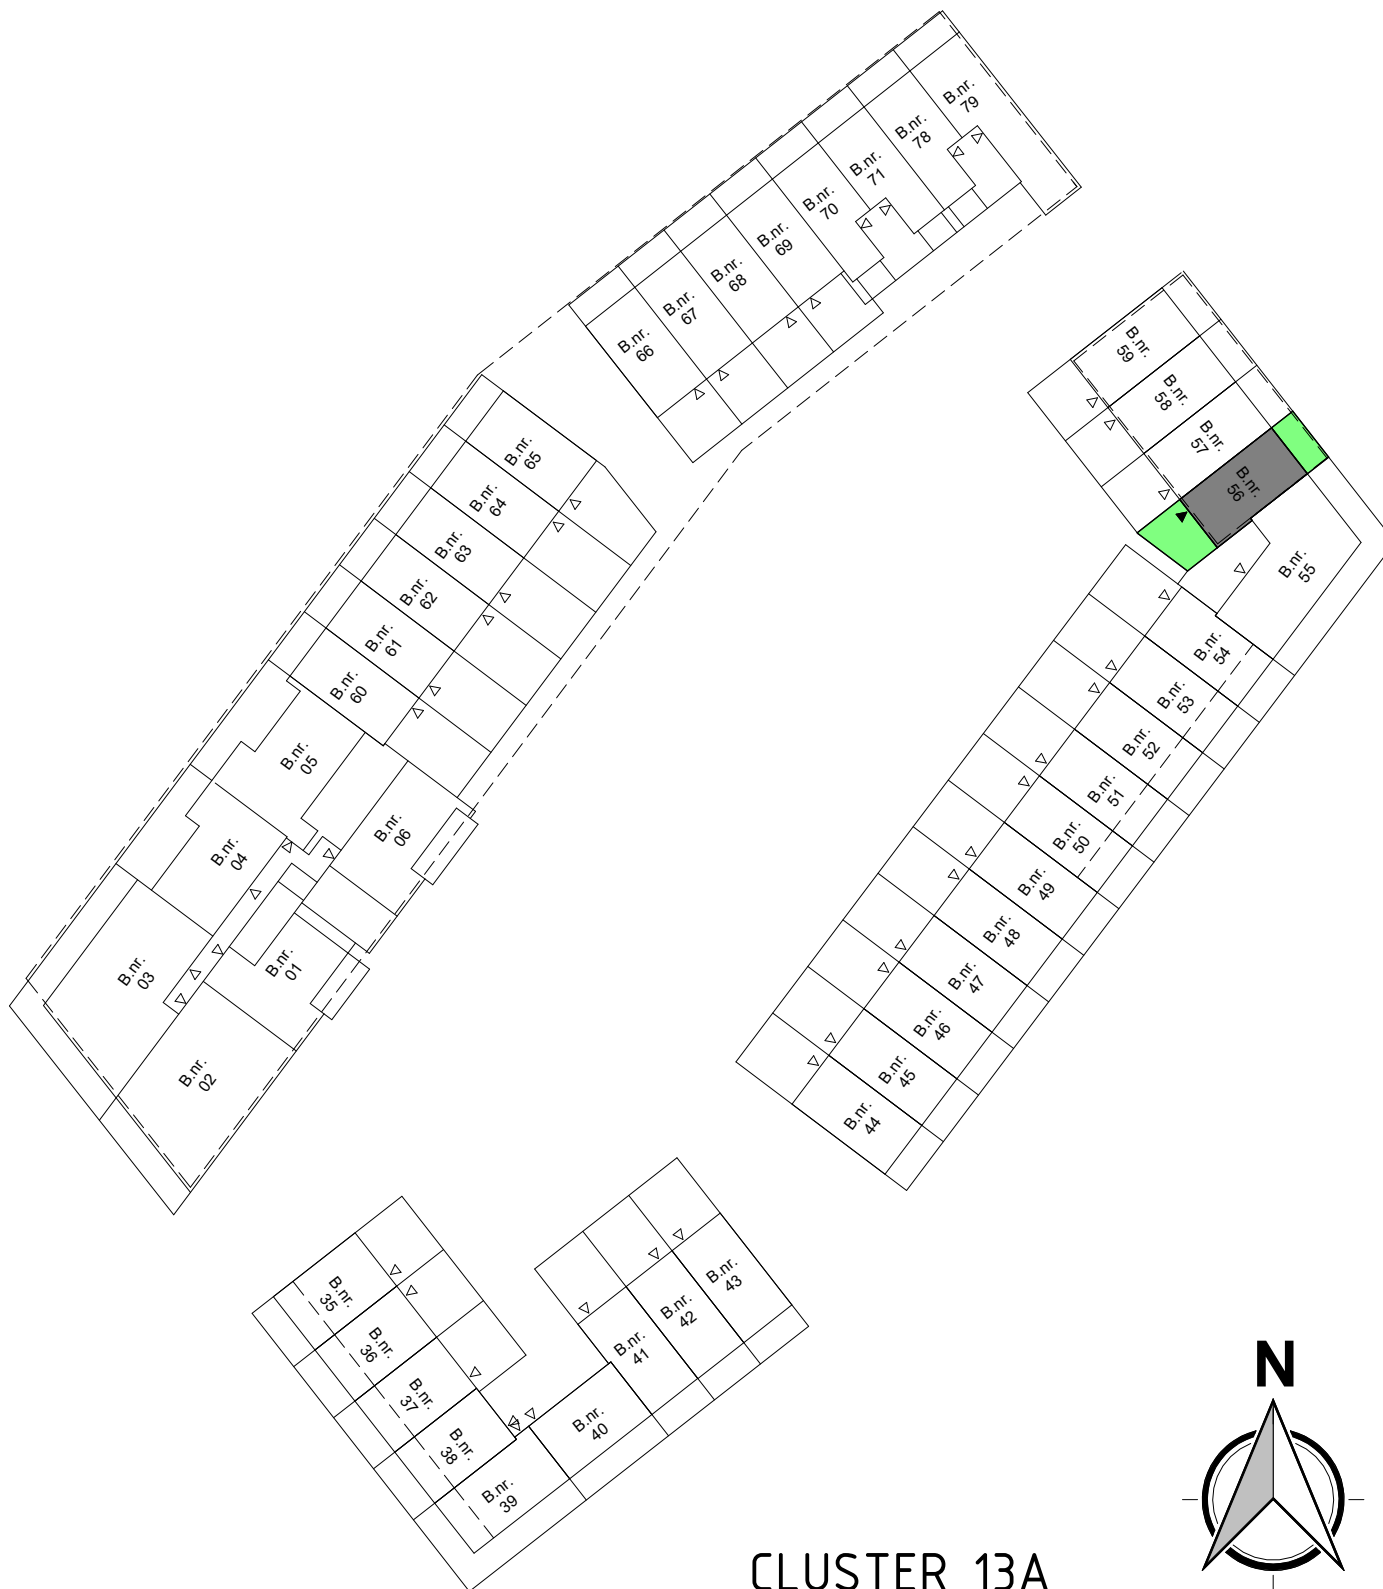 B.nr.
79
B.nr.
78
B.nr.
71
B.nr.
70
B.nr.
69
B.nr.
68
B.nr.
67
B.nr.
66
B.nr.
59
B.nr.
58
B.nr.
57
B.nr.
56
B.nr.
55
B.nr.
65
B.nr.
64
B.nr.
63
B.nr.
62
B.nr.
61
B.nr.
60
B.nr.
05
B.nr.
06
B.nr.
04
B.nr.
03
B.nr.
01
B.nr.
02
B.nr.
54
B.nr.
53
B.nr.
52
B.nr.
51
B.nr.
50
B.nr.
49
B.nr.
48
B.nr.
47
B.nr.
46
B.nr.
45
B.nr.
44
B.nr.
35
B.nr.
36
B.nr.
37
B.nr.
38
B.nr.
39
B.nr.
40
B.nr.
41
B.nr.
42
B.nr.
43
N
CLUSTER 13A